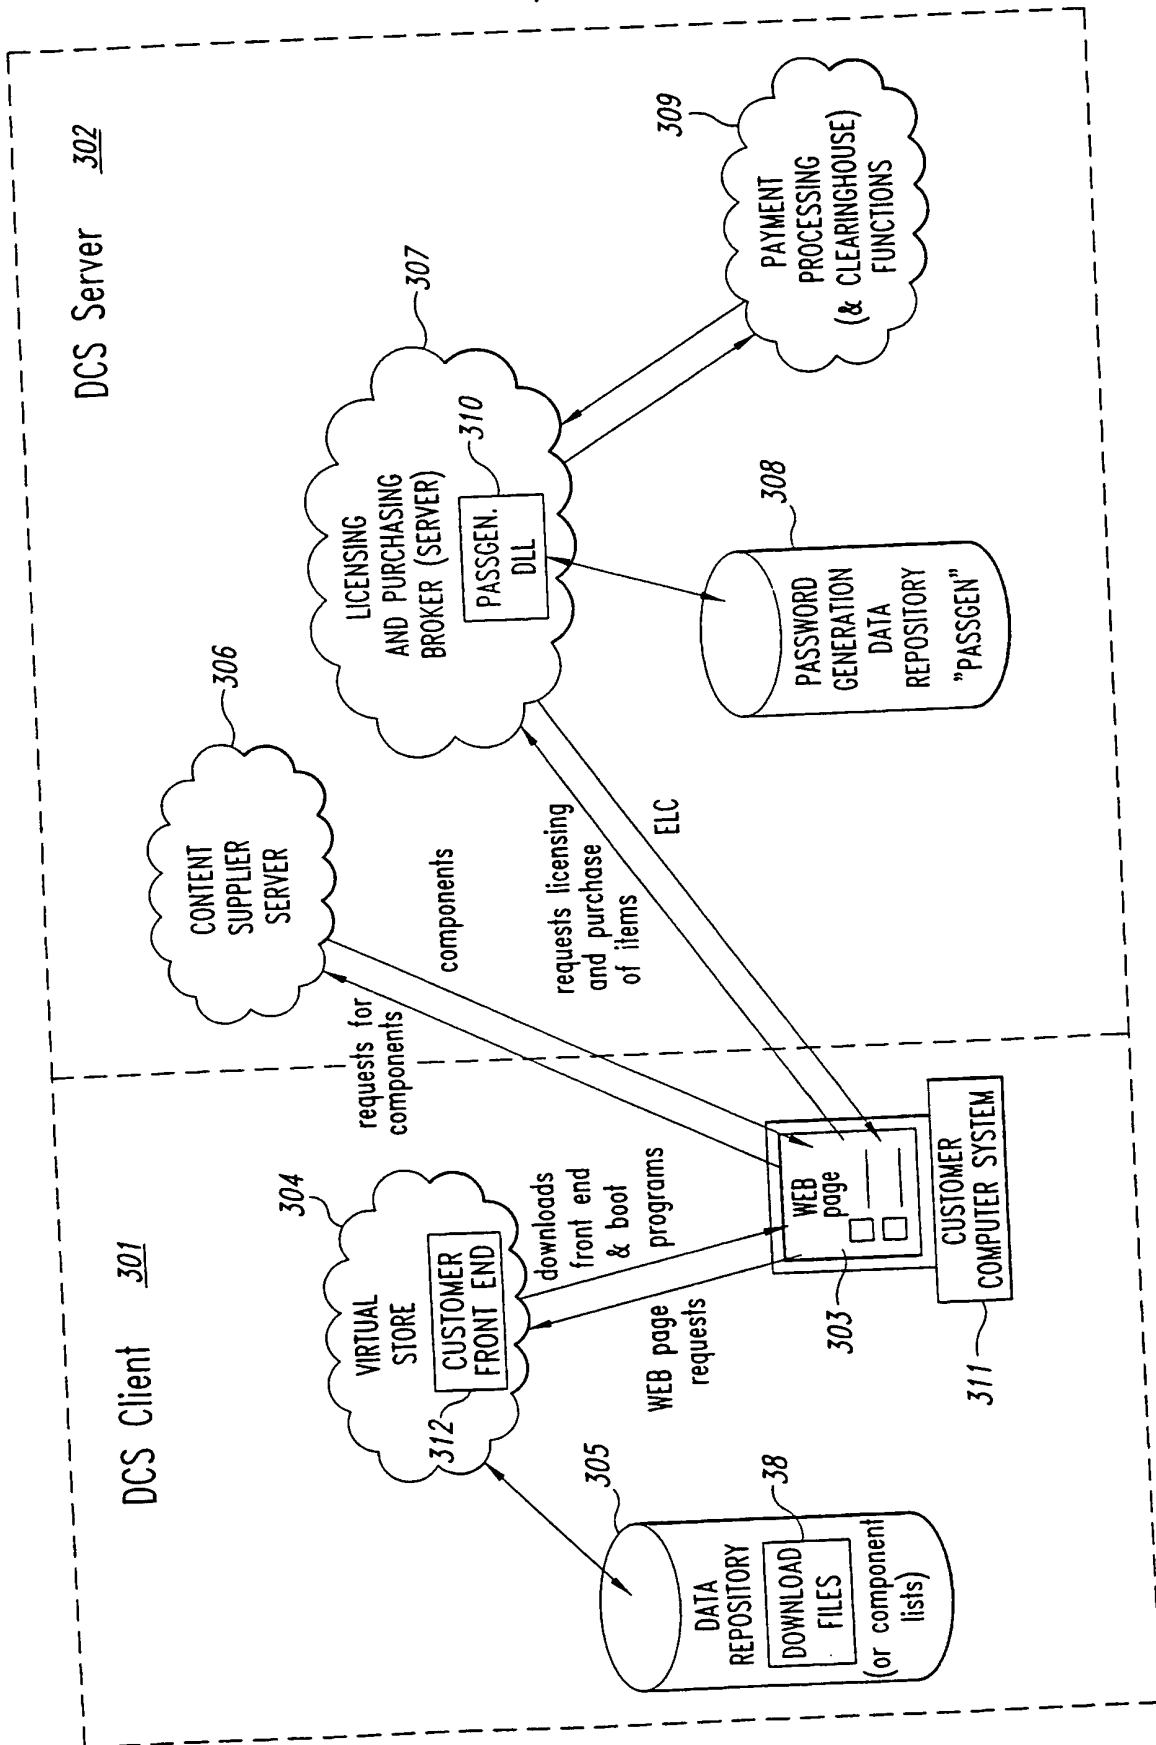 DCS Client 301
DCS Server 302
304
VIRTUAL
STORE
CUSTOMER
FRONT END
312
305
DATA
REPOSITORY
DOWNLOAD
FILES
38
(or component
lists)
WEB page
requests
downloads
front end
& boot
programs
WEB
page
303
CUSTOMER
COMPUTER SYSTEM
311
requests for
components
components
306
CONTENT
SUPPLIER
SERVER
requests licensing
and purchase
of items
ELC
307
LICENSING
AND PURCHASING
BROKER (SERVER)
PASSGEN.
DLL
310
308
PASSWORD
GENERATION
DATA
REPOSITORY
"PASSGEN"
309
PAYMENT
PROCESSING
(& CLEARINGHOUSE)
FUNCTIONS